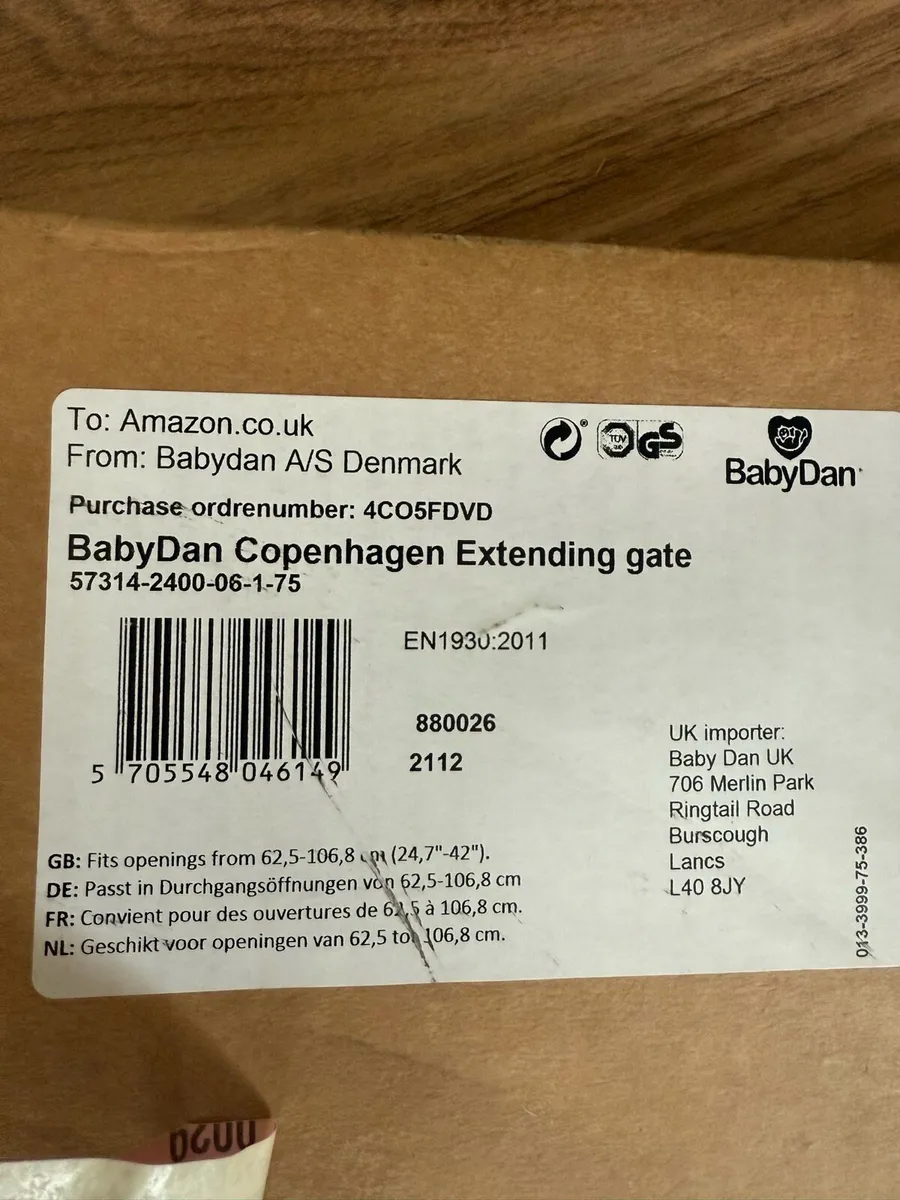 To: Amazon.co.uk
From: Babydan A/S Denmark
TÜV
GS
BabyDan
Purchase ordrenumber: 4CO5FDVD
BabyDan Copenhagen Extending gate
57314-2400-06-1-75
EN1930:2011
880026
2112
5 705548 046149
UK importer:
Baby Dan UK
706 Merlin Park
Ringtail Road
Burscough
Lancs
L40 8JY
013-3999-75-386
GB: Fits openings from 62,5-106,8 cm (24,7"-42").
DE: Passt in Durchgangsöffnungen von 62,5-106,8 cm
FR: Convient pour des ouvertures de 62,5 à 106,8 cm.
NL: Geschikt voor openingen van 62,5 tot 106,8 cm.